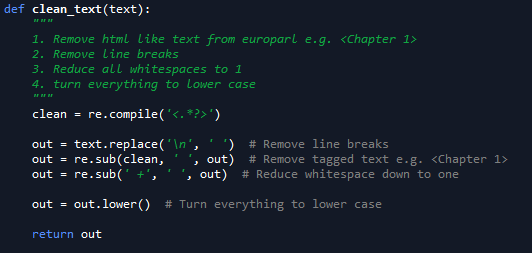 def clean_text(text):
    """
    1. Remove html like text from europarl e.g. <Chapter 1>
    2. Remove line breaks
    3. Reduce all whitespaces to 1
    4. turn everything to lower case
    """
    clean = re.compile('<.*?>')

    out = text.replace('\n', ' ')  # Remove line breaks
    out = re.sub(clean, ' ', out)  # Remove tagged text e.g. <Chapter 1>
    out = re.sub(' +', ' ', out)  # Reduce whitespace down to one

    out = out.lower()  # Turn everything to lower case

    return out